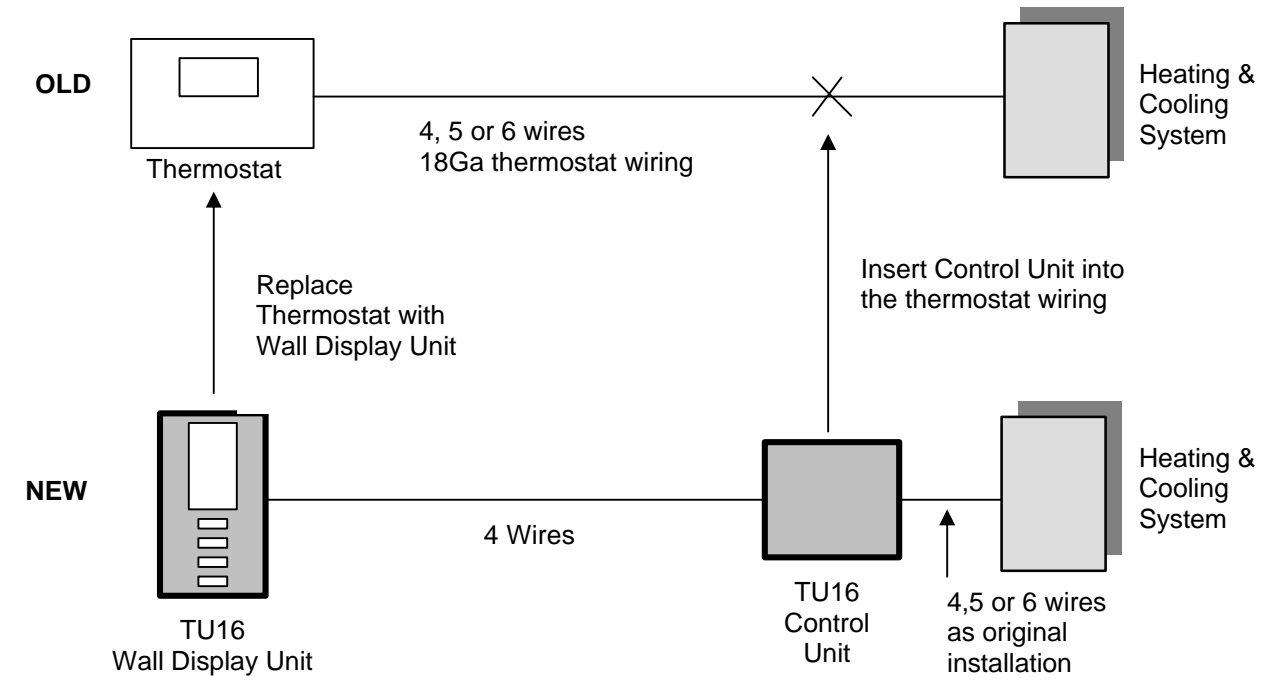 OLD
Thermostat
4, 5 or 6 wires
18Ga thermostat wiring
Heating &
Cooling
System
Replace
Thermostat with
Wall Display Unit
Insert Control Unit into
the thermostat wiring
NEW
TU16
Wall Display Unit
4 Wires
TU16
Control
Unit
4,5 or 6 wires
as original
installation
Heating &
Cooling
System